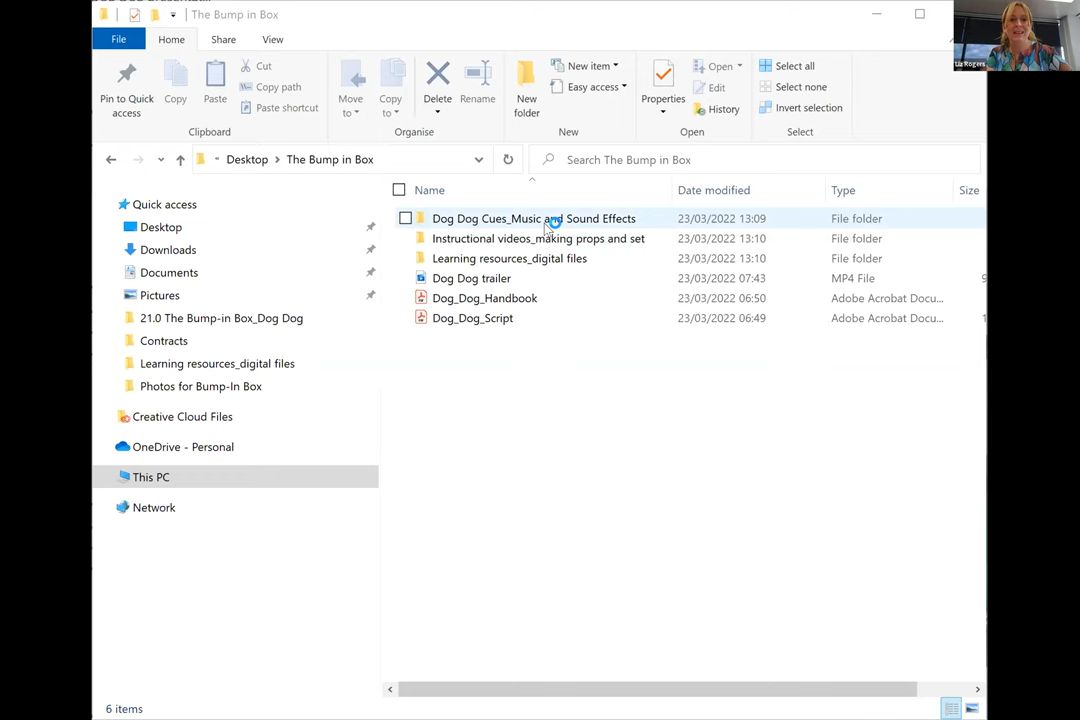 The Bump in Box
File Home Share View
Pin to Quick access
Copy
Paste
Cut
Copy path
Paste shortcut
Move to
Copy to
Delete
Rename
New folder
New item
Easy access
Properties
Open
Edit
History
Select all
Select none
Invert selection
Clipboard Organise New Open Select
Desktop The Bump in Box
Search The Bump in Box
Liz Rogers
Quick access
Desktop
Downloads
Documents
Pictures
21.0 The Bump-in Box_Dog Dog
Contracts
Learning resources_digital files
Photos for Bump-In Box
Creative Cloud Files
OneDrive - Personal
This PC
Network
Name Date modified Type Size
Dog Dog Cues_Music and Sound Effects 23/03/2022 13:09 File folder
Instructional videos_making props and set 23/03/2022 13:10 File folder
Learning resources_digital files 23/03/2022 13:10 File folder
Dog Dog trailer 23/03/2022 07:43 MP4 File 9
Dog_Dog_Handbook 23/03/2022 06:50 Adobe Acrobat Docu...
Dog_Dog_Script 23/03/2022 06:49 Adobe Acrobat Docu... 1
6 items